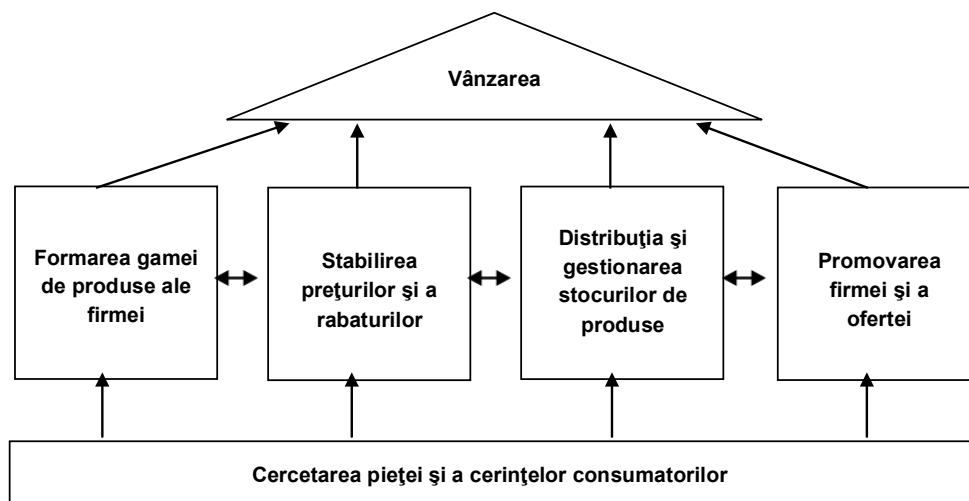 Vânzarea
Formarea gamei
de produse ale
firmei
Stabilirea
preţurilor şi a
rabaturilor
Distribuţia şi
gestionarea
stocurilor de
produse
Promovarea
firmei şi a
ofertei
Cercetarea pieţei şi a cerinţelor consumatorilor